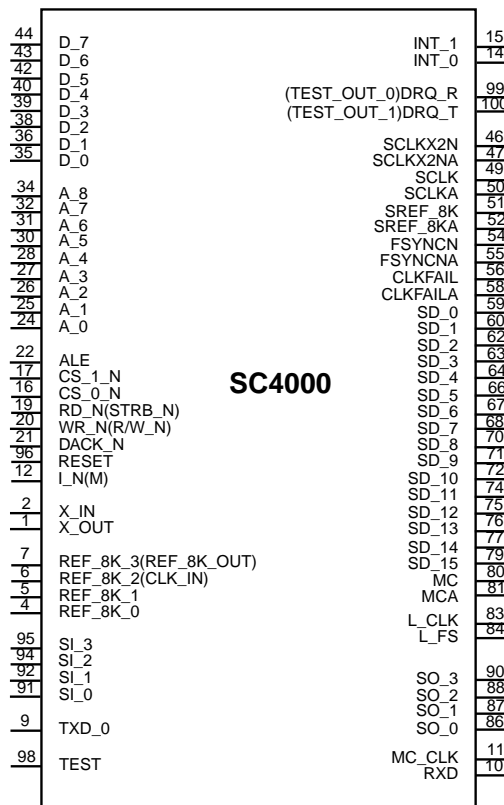 44 D_7
43 D_6
42 D_5
40 D_4
39 D_3
38 D_2
36 D_1
35 D_0
34 A_8
32 A_7
31 A_6
30 A_5
28 A_4
27 A_3
26 A_2
25 A_1
24 A_0
22 ALE
17 CS_1_N
16 CS_0_N
19 RD_N(STRB_N)
20 WR_N(R/W_N)
21 DACK_N
96 RESET
12 I_N(M)
2 X_IN
1 X_OUT
7 REF_8K_3(REF_8K_OUT)
6 REF_8K_2(CLK_IN)
5 REF_8K_1
4 REF_8K_0
95 SI_3
94 SI_2
92 SI_1
91 SI_0
9 TXD_0
98 TEST
SC4000
INT_1 15
INT_0 14
(TEST_OUT_0)DRQ_R 99
(TEST_OUT_1)DRQ_T 100
SCLKX2N 46
SCLKX2NA 47
SCLK 49
SCLKA 50
SREF_8K 51
SREF_8KA 52
FSYNCN 54
FSYNCNA 55
CLKFAIL 56
CLKFAILA 58
SD_0 59
SD_1 60
SD_2 62
SD_3 63
SD_4 64
SD_5 66
SD_6 67
SD_7 68
SD_8 70
SD_9 71
SD_10 72
SD_11 74
SD_12 75
SD_13 76
SD_14 77
SD_15 79
MC 80
MCA 81
L_CLK 83
L_FS 84
SO_3 90
SO_2 88
SO_1 87
SO_0 86
MC_CLK 11
RXD 10